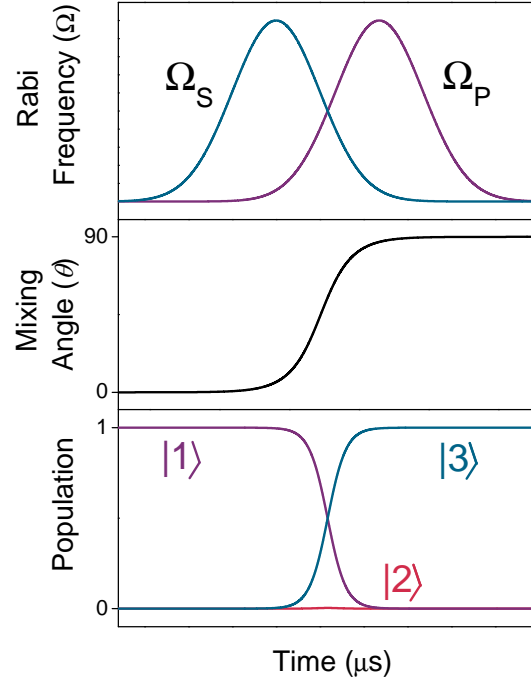 Rabi
Frequency (Ω)
Ω_S
Ω_P
Mixing
Angle (θ)
90
0
Population
1
0
|1⟩
|3⟩
|2⟩
Time (μs)